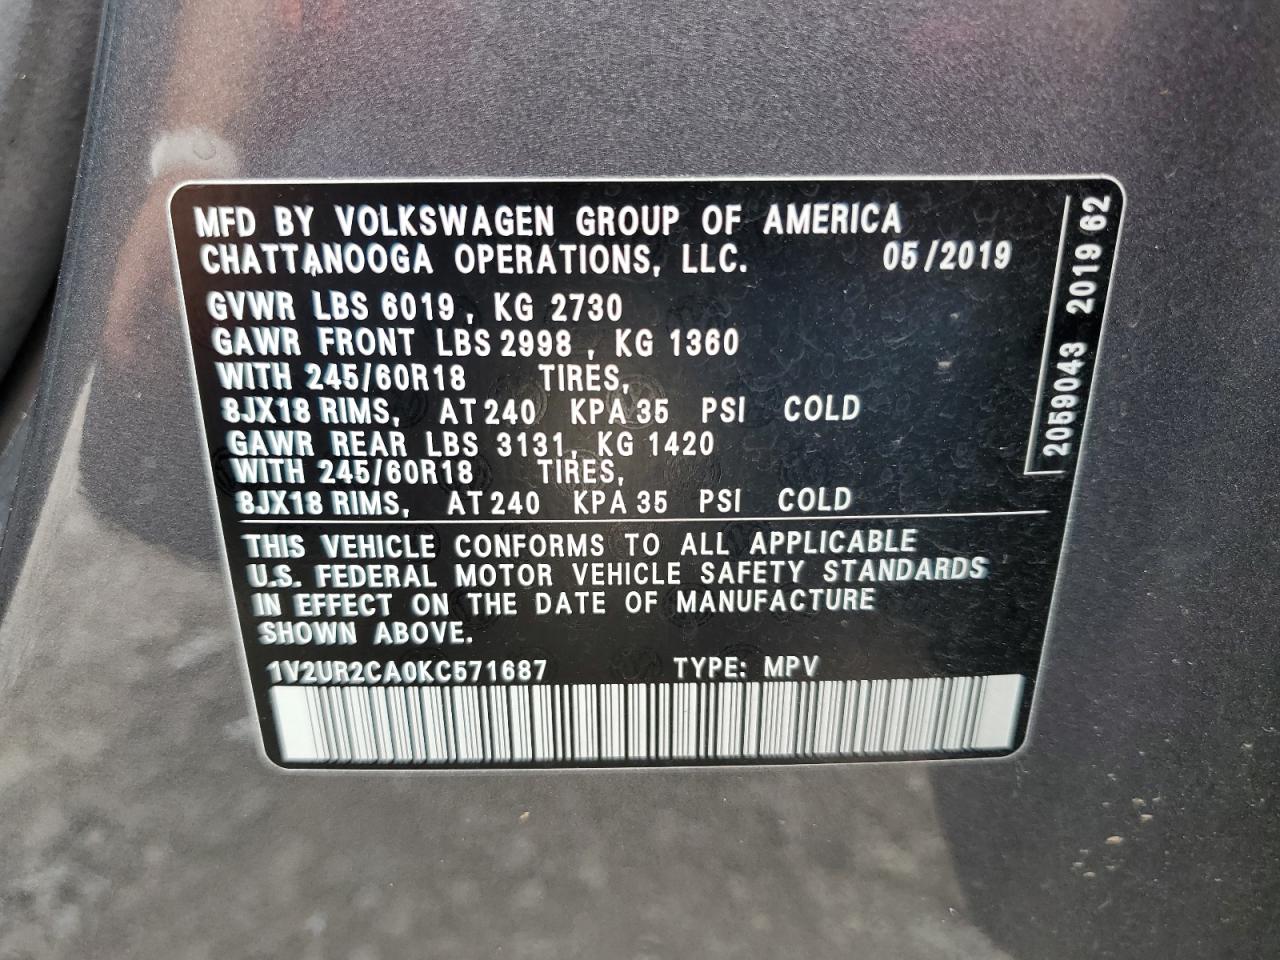 MFD BY VOLKSWAGEN GROUP OF AMERICA
CHATTANOOGA OPERATIONS, LLC. 05/2019
GVWR LBS 6019, KG 2730
GAWR FRONT LBS 2998, KG 1360
WITH 245/60R18 TIRES,
8JX18 RIMS, AT 240 KPA 35 PSI COLD
GAWR REAR LBS 3131, KG 1420
WITH 245/60R18 TIRES,
8JX18 RIMS, AT 240 KPA 35 PSI COLD
THIS VEHICLE CONFORMS TO ALL APPLICABLE
U.S. FEDERAL MOTOR VEHICLE SAFETY STANDARDS
IN EFFECT ON THE DATE OF MANUFACTURE
SHOWN ABOVE.
1V2UR2CA0KC571687 TYPE: MPV
2059043 2019 62